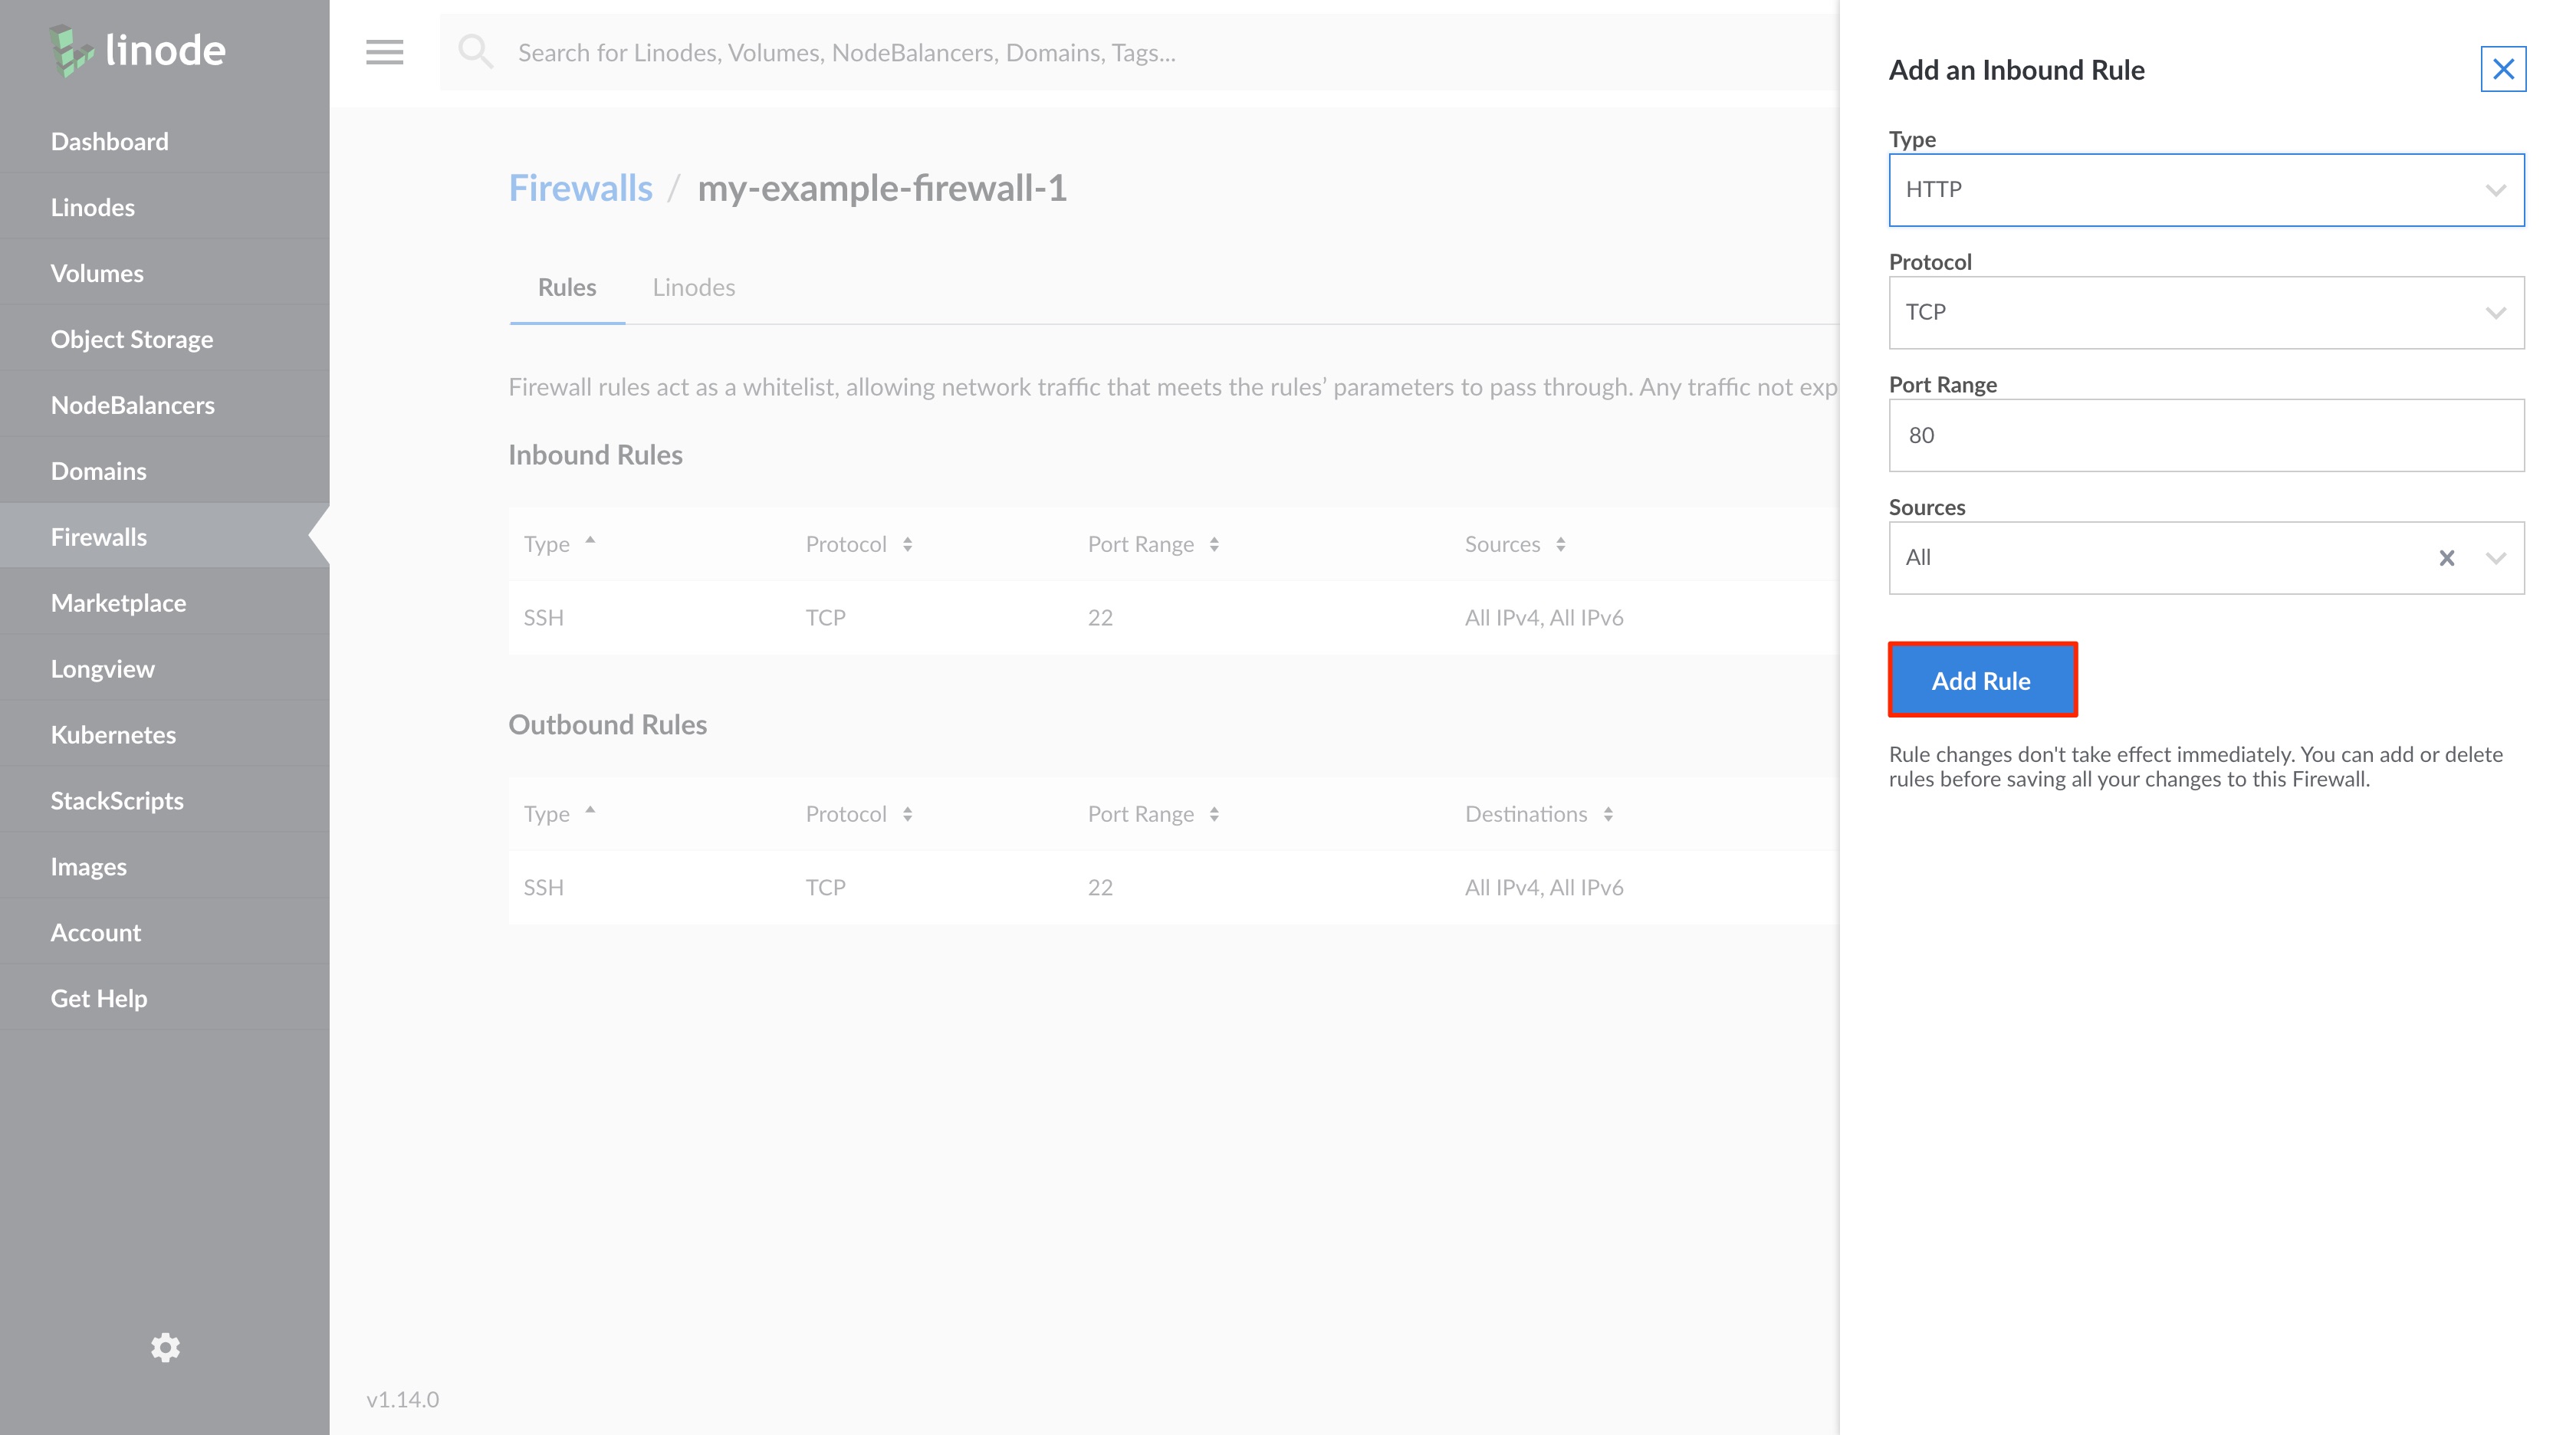 linode
Search for Linodes, Volumes, NodeBalancers, Domains, Tags...
Dashboard
Linodes
Volumes
Object Storage
NodeBalancers
Domains
Firewalls
Marketplace
Longview
Kubernetes
StackScripts
Images
Account
Get Help
Firewalls / my-example-firewall-1
Rules Linodes
Firewall rules act as a whitelist, allowing network traffic that meets the rules’ parameters to pass through. Any traffic not exp
Inbound Rules
Type Protocol Port Range Sources
SSH TCP 22 All IPv4, All IPv6
Outbound Rules
Type Protocol Port Range Destinations
SSH TCP 22 All IPv4, All IPv6
v1.14.0
Add an Inbound Rule
Type
HTTP
Protocol
TCP
Port Range
80
Sources
All
Add Rule
Rule changes don't take effect immediately. You can add or delete
rules before saving all your changes to this Firewall.